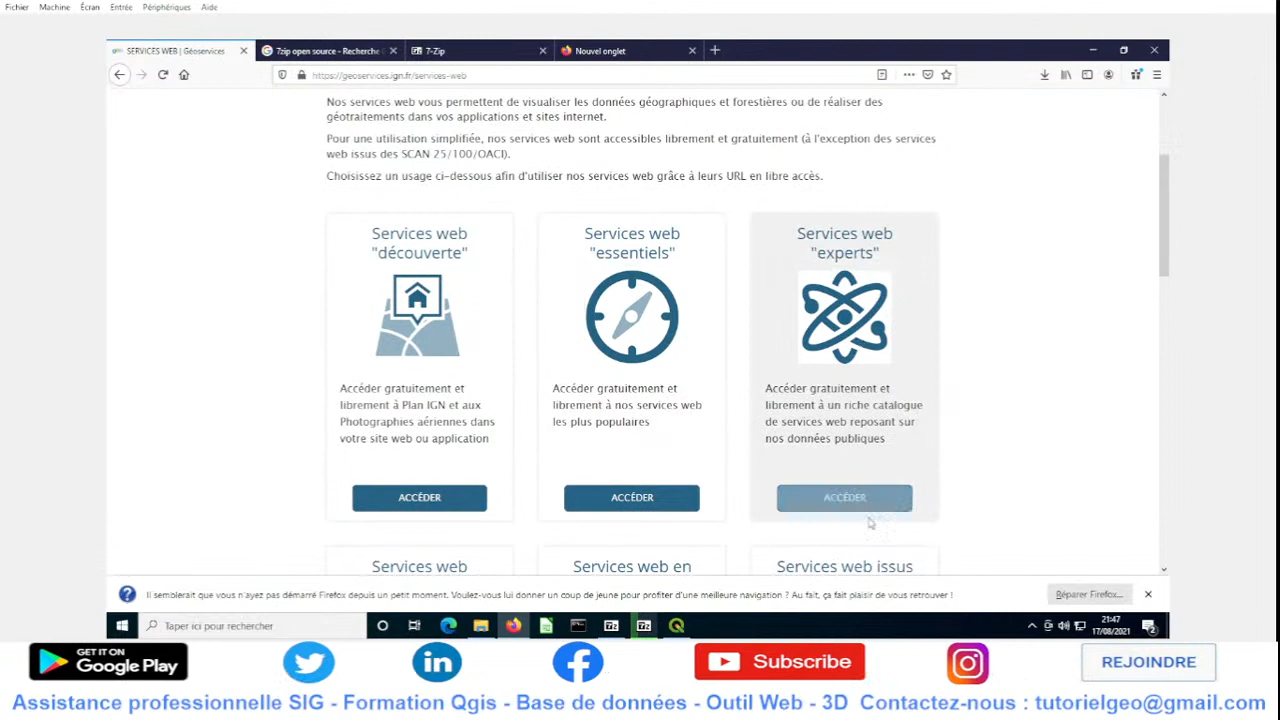 Fichier Machine Écran Entrée Périphériques Aide
SERVICES WEB | Géoservices
7zip open source - Recherche G
7-Zip
Nouvel onglet
https://geoservices.ign.fr/services-web
Nos services web vous permettent de visualiser les données géographiques et forestières ou de réaliser des
géotraitements dans vos applications et sites internet.
Pour une utilisation simplifiée, nos services web sont accessibles librement et gratuitement (à l'exception des services
web issus des SCAN 25/100/OACI).
Choisissez un usage ci-dessous afin d'utiliser nos services web grâce à leurs URL en libre accès.
Services web
"découverte"
Accéder gratuitement et
librement à Plan IGN et aux
Photographies aériennes dans
votre site web ou application
ACCÉDER
Services web
"essentiels"
Accéder gratuitement et
librement à nos services web
les plus populaires
ACCÉDER
Services web
"experts"
Accéder gratuitement et
librement à un riche catalogue
de services web reposant sur
nos données publiques
ACCÉDER
Services web
Services web en
Services web issus
Il semblerait que vous n'ayez pas démarré Firefox depuis un petit moment. Voulez-vous lui donner un coup de jeune pour profiter d'une meilleure navigation ? Au fait, ça fait plaisir de vous retrouver !
Réparer Firefox...
Taper ici pour rechercher
21:47
17/08/2021
GET IT ON
Google Play
Subscribe
REJOINDRE
Assistance professionnelle SIG - Formation Qgis - Base de données - Outil Web - 3D Contactez-nous : tutorielgeo@gmail.com